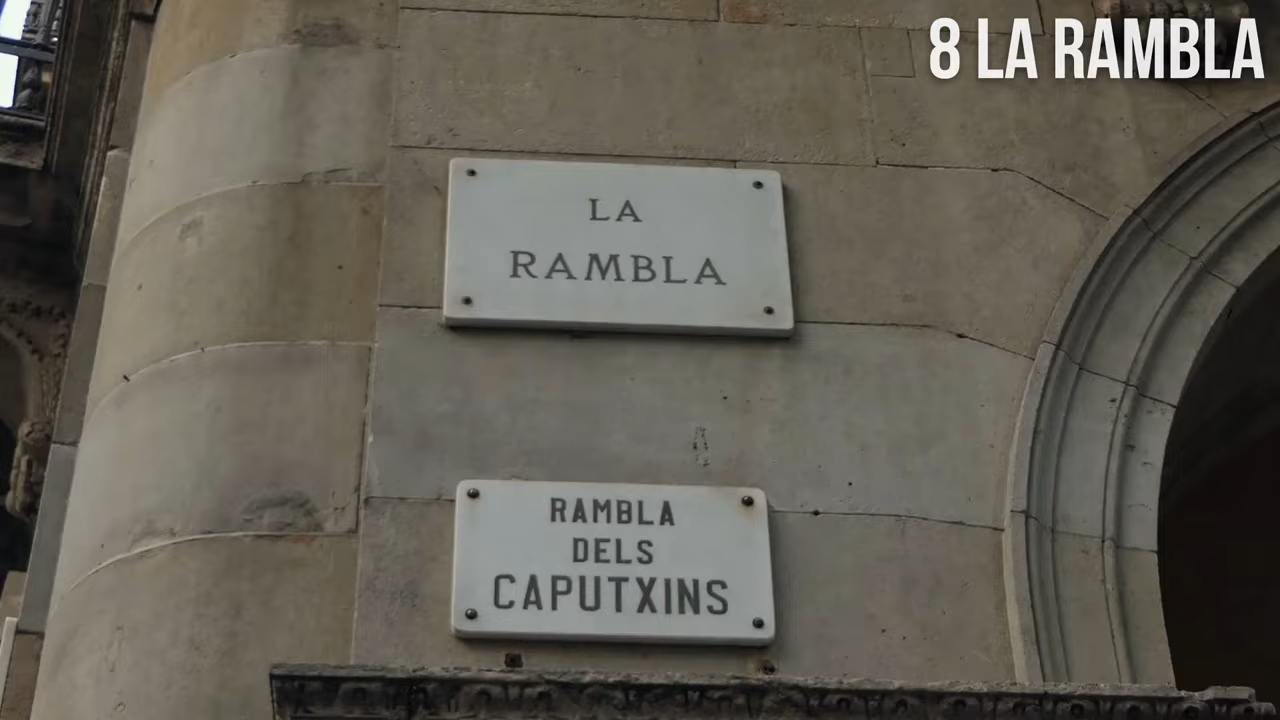 8 LA RAMBLA
LA
RAMBLA
RAMBLA
DELS
CAPUTXINS